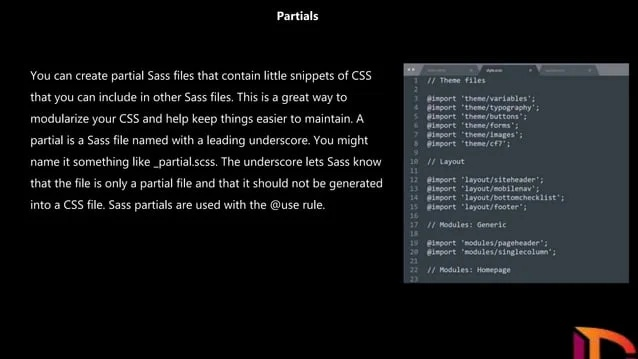 Partials
You can create partial Sass files that contain little snippets of CSS
that you can include in other Sass files. This is a great way to
modularize your CSS and help keep things easier to maintain. A
partial is a Sass file named with a leading underscore. You might
name it something like _partial.scss. The underscore lets Sass know
that the file is only a partial file and that it should not be generated
into a CSS file. Sass partials are used with the @use rule.
style.scss
1 // Theme files
2
3 @import 'theme/variables';
4 @import 'theme/typography';
5 @import 'theme/buttons';
6 @import 'theme/forms';
7 @import 'theme/images';
8 @import 'theme/cf7';
9
10 // Layout
11
12 @import 'layout/siteheader';
13 @import 'layout/mobilenav';
14 @import 'layout/bottomchecklist';
15 @import 'layout/footer';
16
17 // Modules: Generic
18
19 @import 'modules/pageheader';
20 @import 'modules/singlecolumn';
21
22 // Modules: Homepage
23